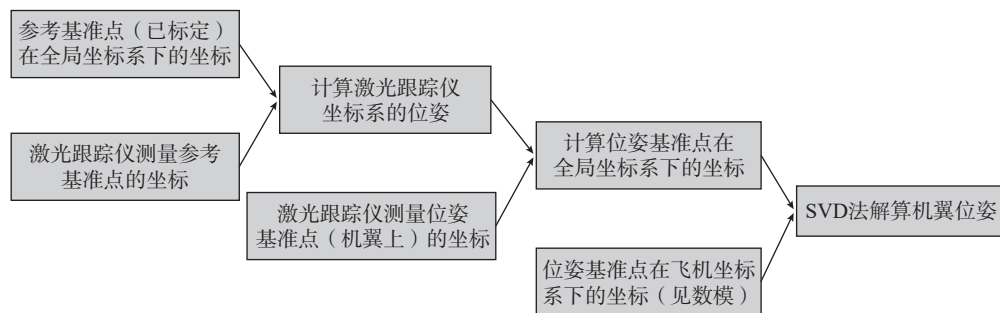 参考基准点（已标定）
在全局坐标系下的坐标
激光跟踪仪测量参考
基准点的坐标
计算激光跟踪仪
坐标系的位姿
激光跟踪仪测量位姿
基准点（机翼上）的坐标
计算位姿基准点在
全局坐标系下的坐标
位姿基准点在飞机坐标
系下的坐标（见数模）
SVD法解算机翼位姿